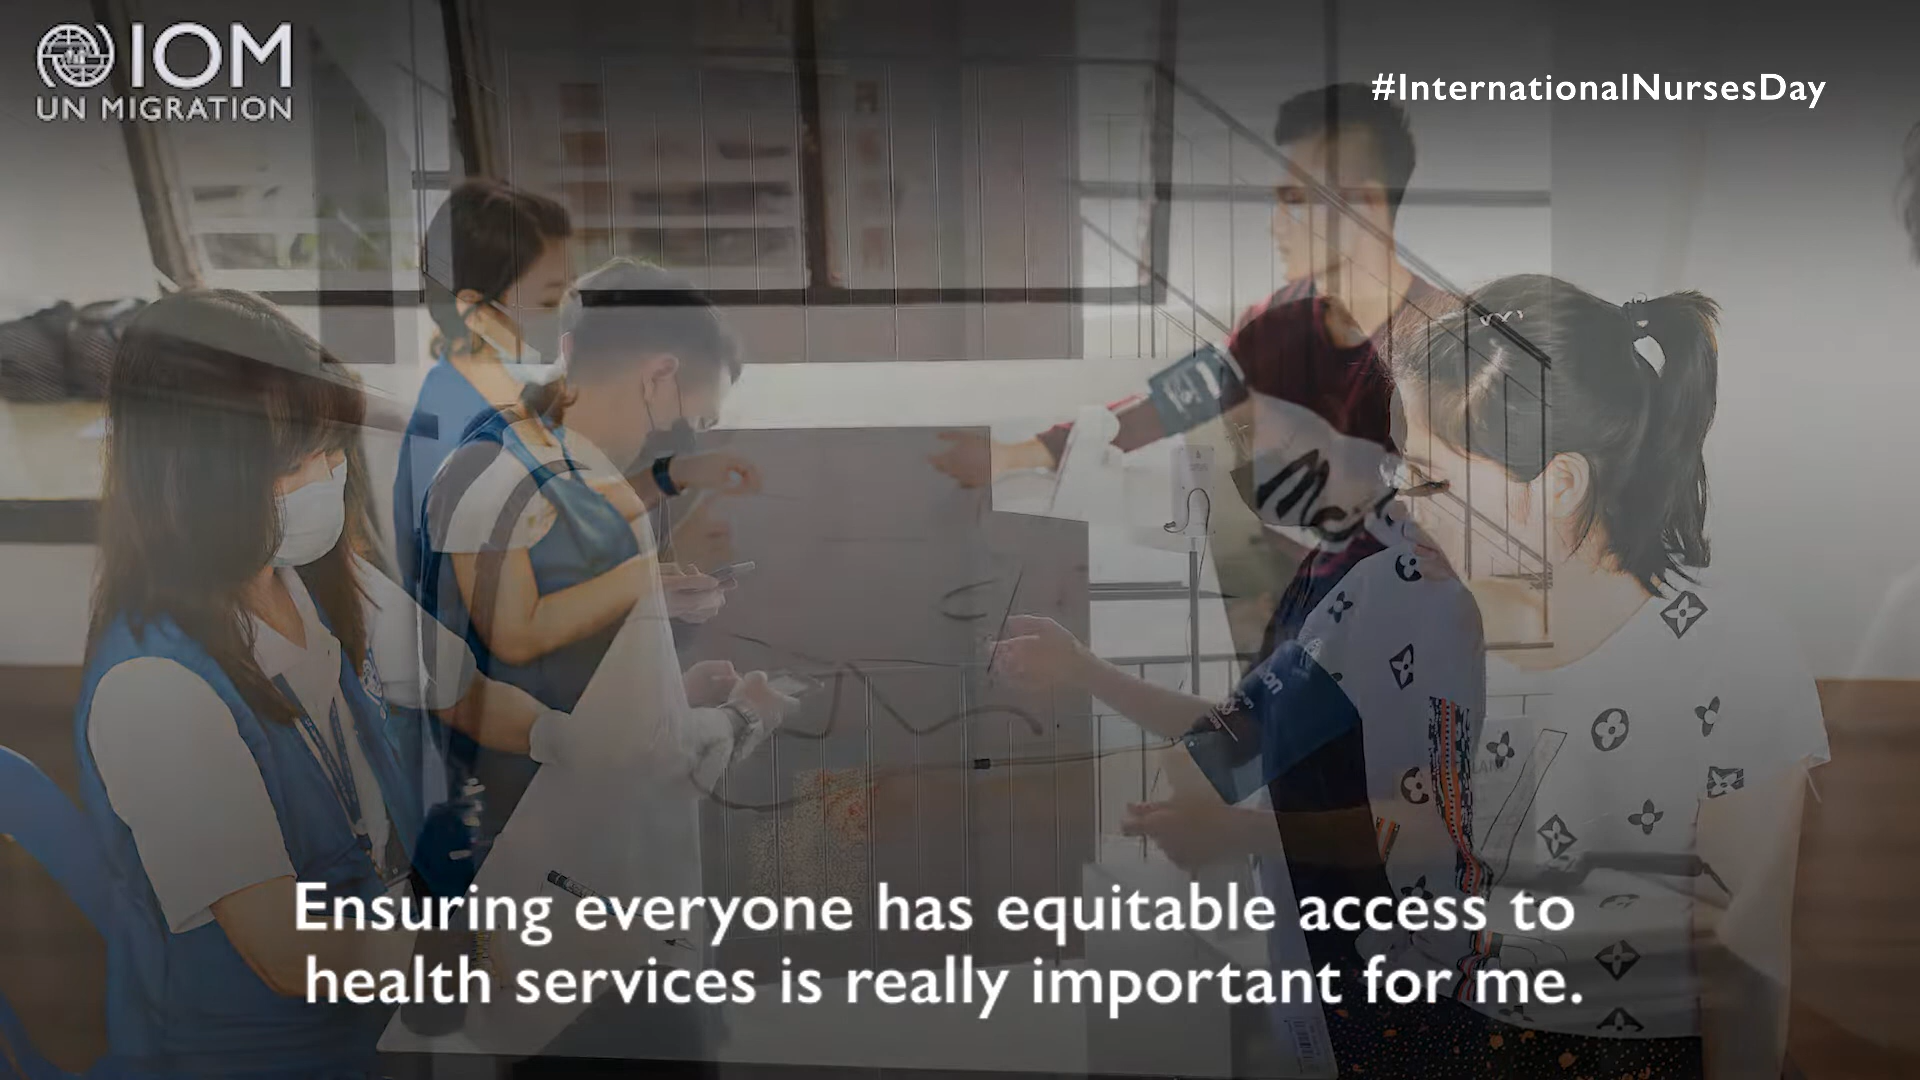 IOM
UN MIGRATION
#InternationalNursesDay
Ensuring everyone has equitable access to
health services is really important for me.